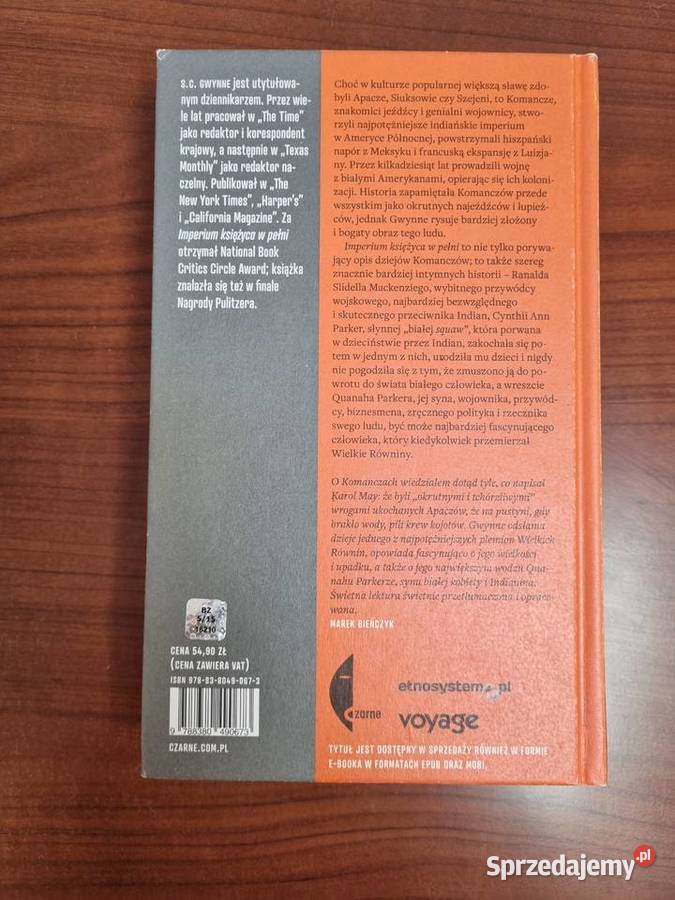 S.C. GWYNNE jest utytułowa-
nym dziennikarzem. Przez wie-
le lat pracował w „The Time”
jako redaktor i korespondent
krajowy, a następnie w „Texas
Monthly” jako redaktor na-
czelny. Publikował w „The
New York Times”, „Harper's”
i „California Magazine”. Za
Imperium księżyca w pełni
otrzymał National Book
Critics Circle Award; książka
znalazła się też w finale
Nagrody Pulitzera.
Choć w kulturze popularnej większą sławę zdo-
byli Apacze, Siuksowie czy Szejeni, to Komancze,
znakomici jeźdźcy i genialni wojownicy, stwo-
rzyli najpotężniejsze indiańskie imperium
w Ameryce Północnej, powstrzymali hiszpański
napór z Meksyku i francuską ekspansję z Luizja-
ny. Przez kilkadziesiąt lat prowadzili wojnę
z białymi Amerykanami, opierając się ich koloni-
zacji. Historia zapamiętała Komanczów przede
wszystkim jako okrutnych najeźdźców i łupież-
ców, jednak Gwynne rysuje bardziej złożony
i bogaty obraz tego ludu.
Imperium księżyca w pełni to nie tylko porywa-
jący opis dziejów Komanczów; to także szereg
znacznie bardziej intymnych historii – Ranalda
Slidella Mackenziego, wybitnego przywódcy
wojskowego, najbardziej bezwzględnego
i skutecznego przeciwnika Indian, Cynthii Ann
Parker, słynnej „białej squaw”, która porwana
w dzieciństwie przez Indian, zakochała się po-
tem w jednym z nich, urodziła mu dzieci i nigdy
nie pogodziła się z tym, że zmuszono ją do po-
wrotu do świata białego człowieka, a wreszcie
Quanaha Parkera, jej syna, wojownika, przywód-
cy, biznesmena, zręcznego polityka i rzecznika
swego ludu, być może najbardziej fascynującego
człowieka, który kiedykolwiek przemierzał
Wielkie Równiny.
O Komanczach wiedziałem dotąd tyle, co napisał
Karol May: że byli „okrutnymi i tchórzliwymi”
wrogami ukochanych Apaczów, że na pustyni, gdy
brakło wody, pili krew kojotów. Gwynne odsłania
dzieje jednego z najpotężniejszych plemion Wielkich
Równin, opowiada fascynująco o jego wielkości
i upadku, a także o jego największym wodzu Qua-
nahu Parkerze, synu białej kobiety i Indianina.
Świetna lektura świetnie przetłumaczona i opraco-
wana.
MAREK BIEŃCZYK
BZ
5/15
16210
CENA 54,90 ZŁ
(CENA ZAWIERA VAT)
ISBN 978-83-8049-067-3
9 788380 490673
CZARNE.COM.PL
czarne
etnosystem.pl
voyage
TYTUŁ JEST DOSTĘPNY W SPRZEDAŻY RÓWNIEŻ W FORMIE
E-BOOKA W FORMATACH EPUB ORAZ MOBI.
Sprzedajemy.pl